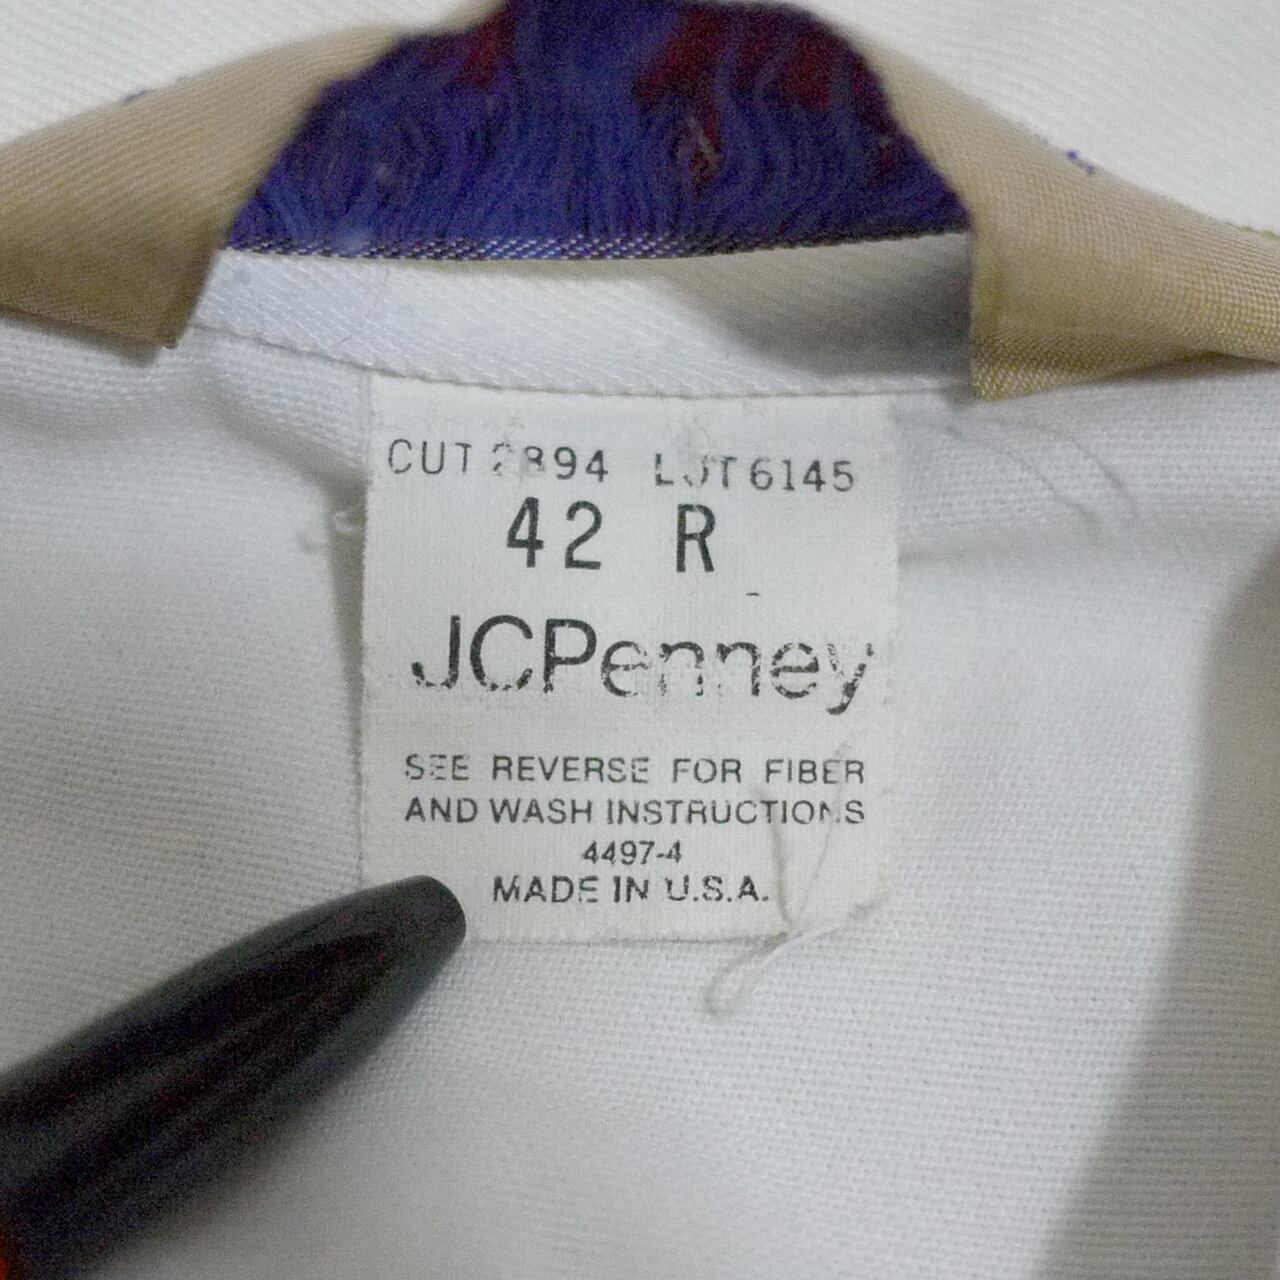 CUT 2894 LOT 6145
42 R
JCPenney
SEE REVERSE FOR FIBER
AND WASH INSTRUCTIONS
4497-4
MADE IN U.S.A.